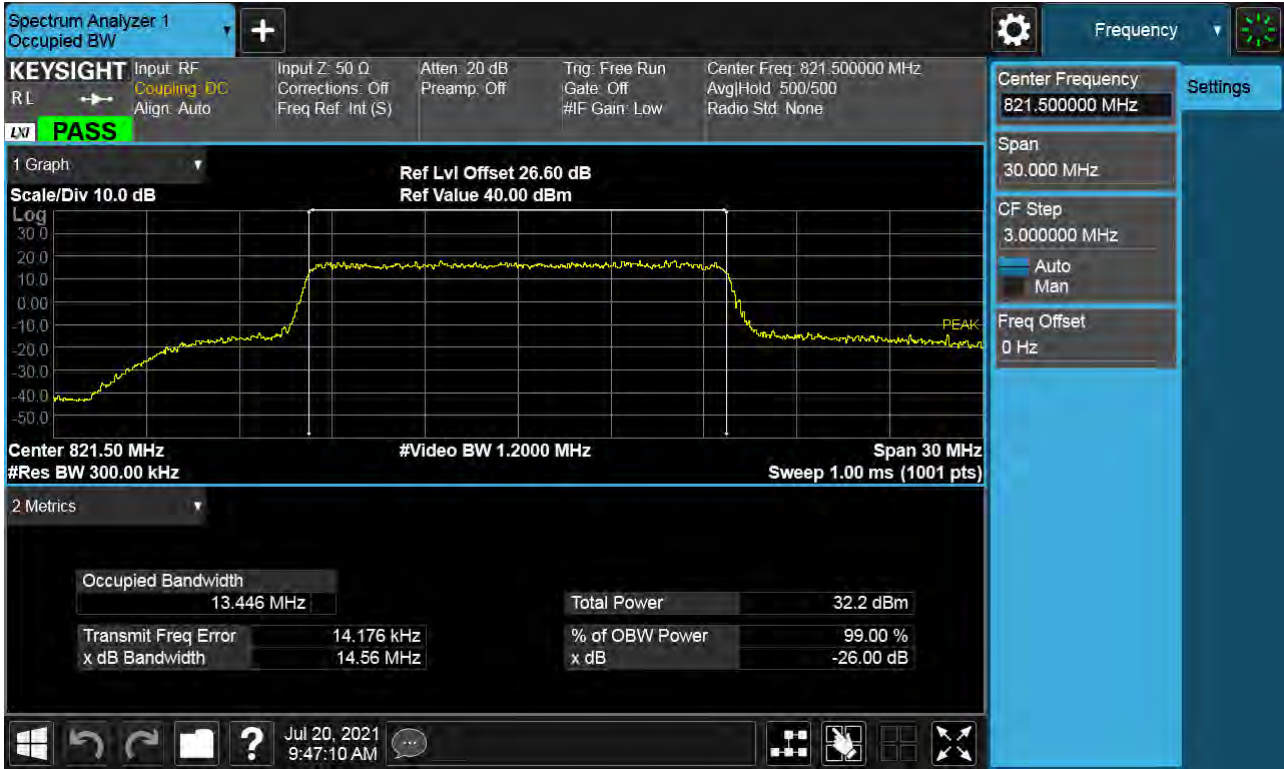 Spectrum Analyzer 1
Occupied BW
Frequency
KEYSIGHT
R L
LXI
PASS
Input: RF
Coupling: DC
Align: Auto
Input Z: 50 Ω
Corrections: Off
Freq Ref: Int (S)
Atten: 20 dB
Preamp: Off
Trig: Free Run
Gate: Off
#IF Gain: Low
Center Freq: 821.500000 MHz
Avg|Hold: 500/500
Radio Std: None
Center Frequency
821.500000 MHz
Settings
Span
30.000 MHz
CF Step
3.000000 MHz
Auto
Man
Freq Offset
0 Hz
1 Graph
Scale/Div 10.0 dB
Ref Lvl Offset 26.60 dB
Ref Value 40.00 dBm
Log
30.0
20.0
10.0
0.00
-10.0
-20.0
-30.0
-40.0
-50.0
PEAK
Center 821.50 MHz
#Video BW 1.2000 MHz
Span 30 MHz
#Res BW 300.00 kHz
Sweep 1.00 ms (1001 pts)
2 Metrics
Occupied Bandwidth
13.446 MHz
Total Power 32.2 dBm
Transmit Freq Error 14.176 kHz
% of OBW Power 99.00 %
x dB Bandwidth 14.56 MHz
x dB -26.00 dB
?
Jul 20, 2021
9:47:10 AM